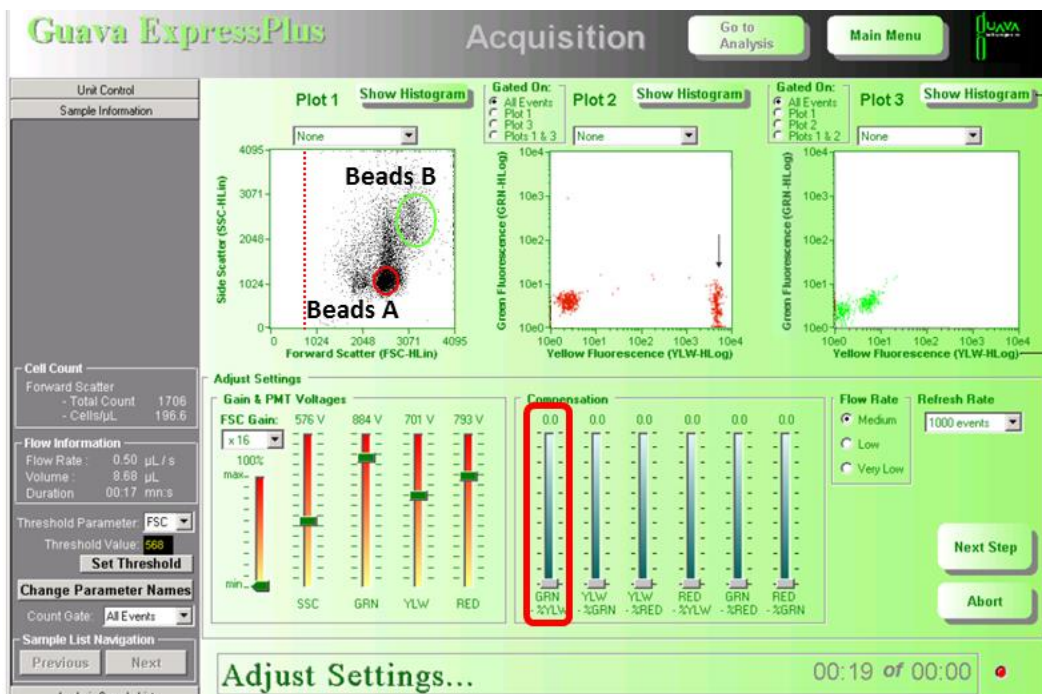 Guava ExpressPlus
Acquisition
Go to
Analysis
Main Menu
guava
Unit Control
Sample Information
Cell Count
Forward Scatter
- Total Count 1706
- Cells/µL 196.6
Flow Information
Flow Rate : 0.50 µL / s
Volume : 8.68 µL
Duration 00:17 mn:s
Threshold Parameter: FSC
Threshold Value: 568
Set Threshold
Change Parameter Names
Count Gate: All Events
Sample List Navigation
Previous Next
Plot 1 Show Histogram
None
4095
3071
2048
1024
0
Side Scatter (SSC-HLin)
Beads B
Beads A
0 1024 2048 3071 4095
Forward Scatter (FSC-HLin)
Gated On:
All Events
Plot 1
Plot 3
Plots 1 & 3
Plot 2 Show Histogram
None
10e4
10e3
10e2
10e1
10e0
Green Fluorescence (GRN-HLog)
10e0 10e1 10e2 10e3 10e4
Yellow Fluorescence (YLW-HLog)
Gated On:
All Events
Plot 1
Plot 2
Plots 1 & 2
Plot 3 Show Histogram
None
10e4
10e3
10e2
10e1
10e0
Green Fluorescence (GRN-HLog)
10e0 10e1 10e2 10e3 10e4
Yellow Fluorescence (YLW-HLog)
Adjust Settings
Gain & PMT Voltages
FSC Gain: 576 V 884 V 701 V 793 V
x 16
100%
max
min
SSC GRN YLW RED
Compensation
0.0 0.0 0.0 0.0 0.0 0.0
GRN YLW YLW RED GRN RED
- %YLW - %GRN - %RED - %YLW - %RED - %GRN
Flow Rate
Medium
Low
Very Low
Refresh Rate
1000 events
Next Step
Abort
Adjust Settings...
00:19 of 00:00